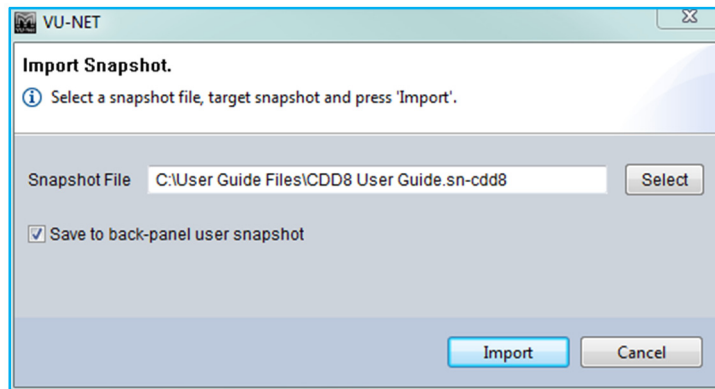 VU-NET
Import Snapshot.
Select a snapshot file, target snapshot and press 'Import'.
Snapshot File C:\User Guide Files\CDD8 User Guide.sn-cdd8 Select
Save to back-panel user snapshot
Import Cancel